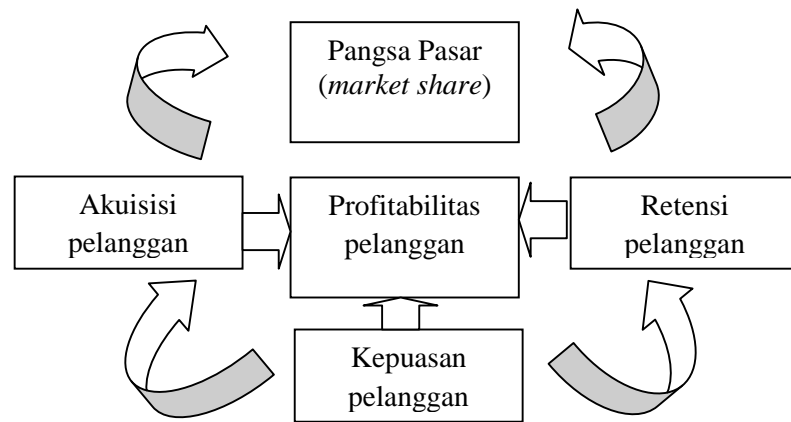 Pangsa Pasar
(market share)
Akuisisi
pelanggan
Profitabilitas
pelanggan
Retensi
pelanggan
Kepuasan
pelanggan